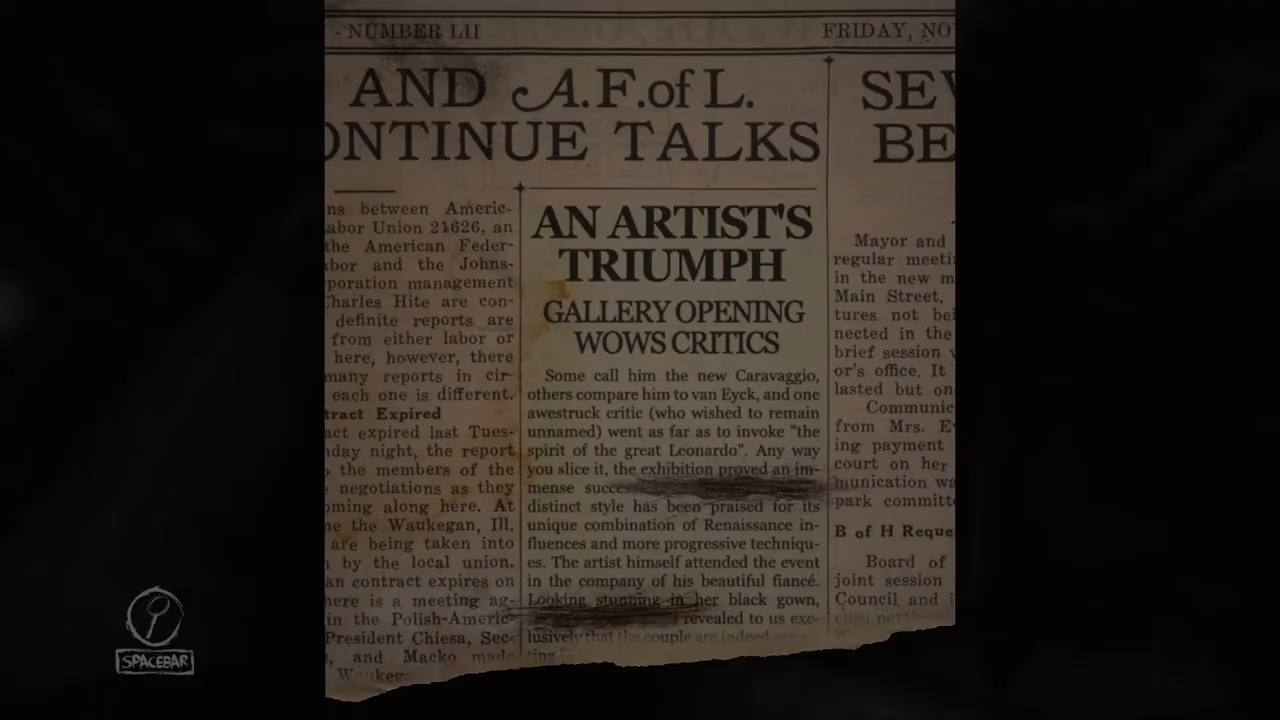 - NUMBER LII
FRIDAY, NO
AND A.F.of L.
ONTINUE TALKS
ns between Americ-
abor Union 21626, an
the American Feder-
bor and the Johns-
poration management
Charles Hite are con-
definite reports are
from either labor or
here, however, there
many reports in cir-
each one is different.
tract Expired
act expired last Tues-
day night, the report
the members of the
negotiations as they
oming along here. At
e the Waukegan, Ill.
are being taken into
by the local union.
an contract expires on
here is a meeting ag-
in the Polish-Americ-
President Chiesa, Sec-
, and Macko made
Waukeg
AN ARTIST'S
TRIUMPH
GALLERY OPENING
WOWS CRITICS
Some call him the new Caravaggio,
others compare him to van Eyck, and one
awestruck critic (who wished to remain
unnamed) went as far as to invoke "the
spirit of the great Leonardo". Any way
you slice it, the exhibition proved an im-
mense succes
distinct style has been praised for its
unique combination of Renaissance in-
fluences and more progressive techniqu-
es. The artist himself attended the event
in the company of his beautiful fiancé.
Looking stunning in her black gown,
revealed to us exc-
lusively that the couple are indeed
ting
SEV
BE
Mayor and
regular meeti
in the new m
Main Street.
tures not bei
nected in the
brief session
or's office. It
lasted but on
Communic
from Mrs. E
ing payment
court on her
munication wa
park committ
B of H Reque
Board of
joint session
Council and i
SPACEBAR